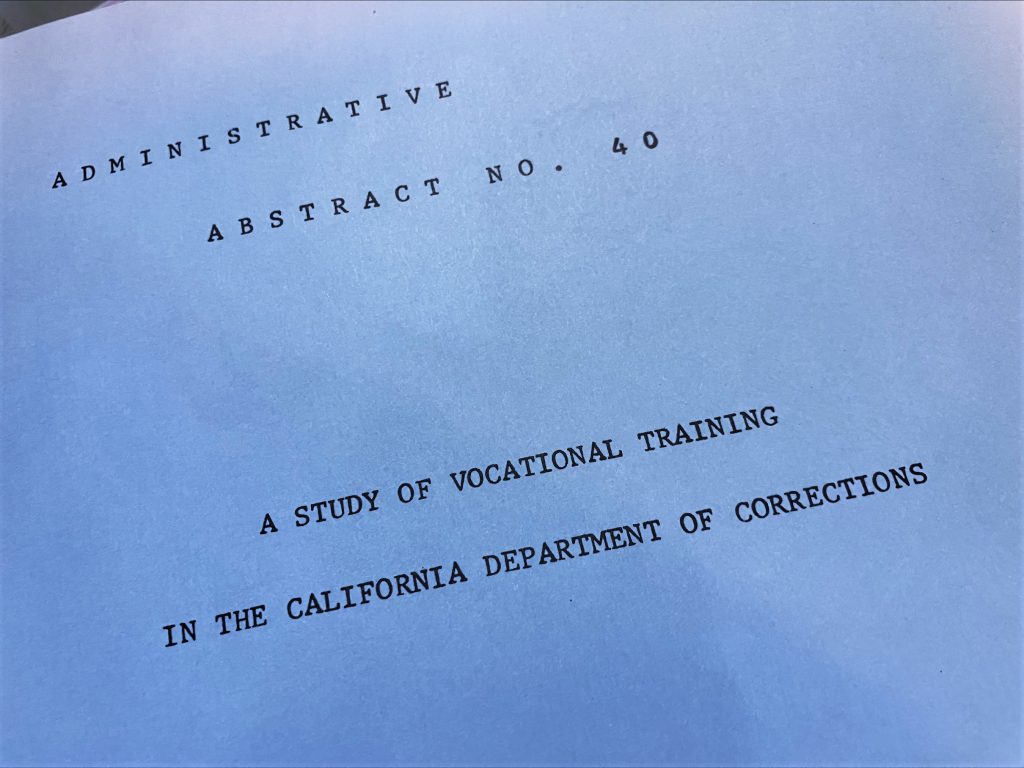 ADMINISTRATIVE
ABSTRACT NO. 40
A STUDY OF VOCATIONAL TRAINING
IN THE CALIFORNIA DEPARTMENT OF CORRECTIONS